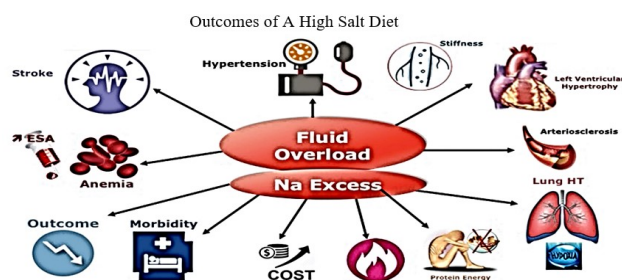 Outcomes of A High Salt Diet
Stroke
Hypertension
Stiffness
Left Ventricular
Hypertrophy
Fluid
Overload
↗ ESA
Anemia
Arteriosclerosis
Na Excess
Lung HT
HYPOXIA
Outcome
Morbidity
COST
Protein Energy